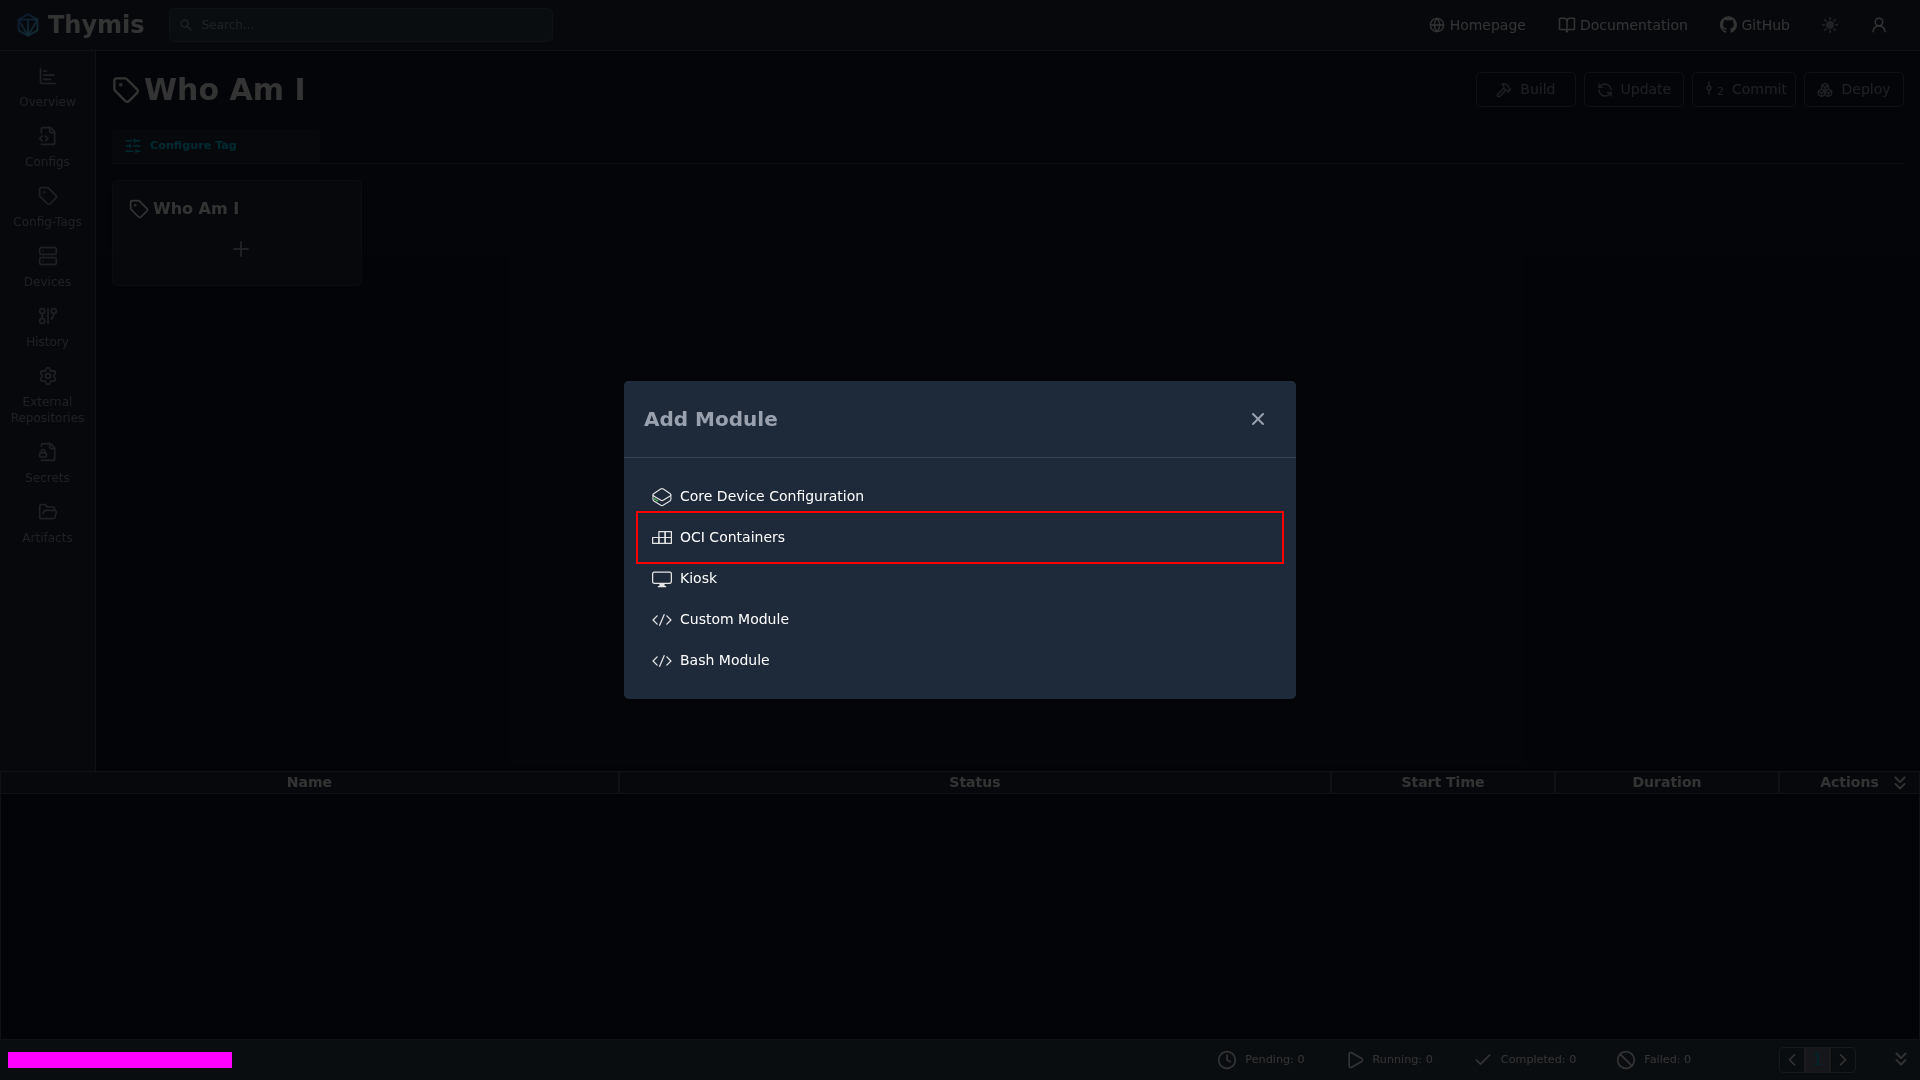 Thymis
Search...
Homepage
Documentation
GitHub
Overview
Configs
Config-Tags
Devices
History
External
Repositories
Secrets
Artifacts
Who Am I
Build
Update
2 Commit
Deploy
Configure Tag
Who Am I
Add Module
Core Device Configuration
OCI Containers
Kiosk
Custom Module
Bash Module
Name
Status
Start Time
Duration
Actions
Pending: 0
Running: 0
Completed: 0
Failed: 0